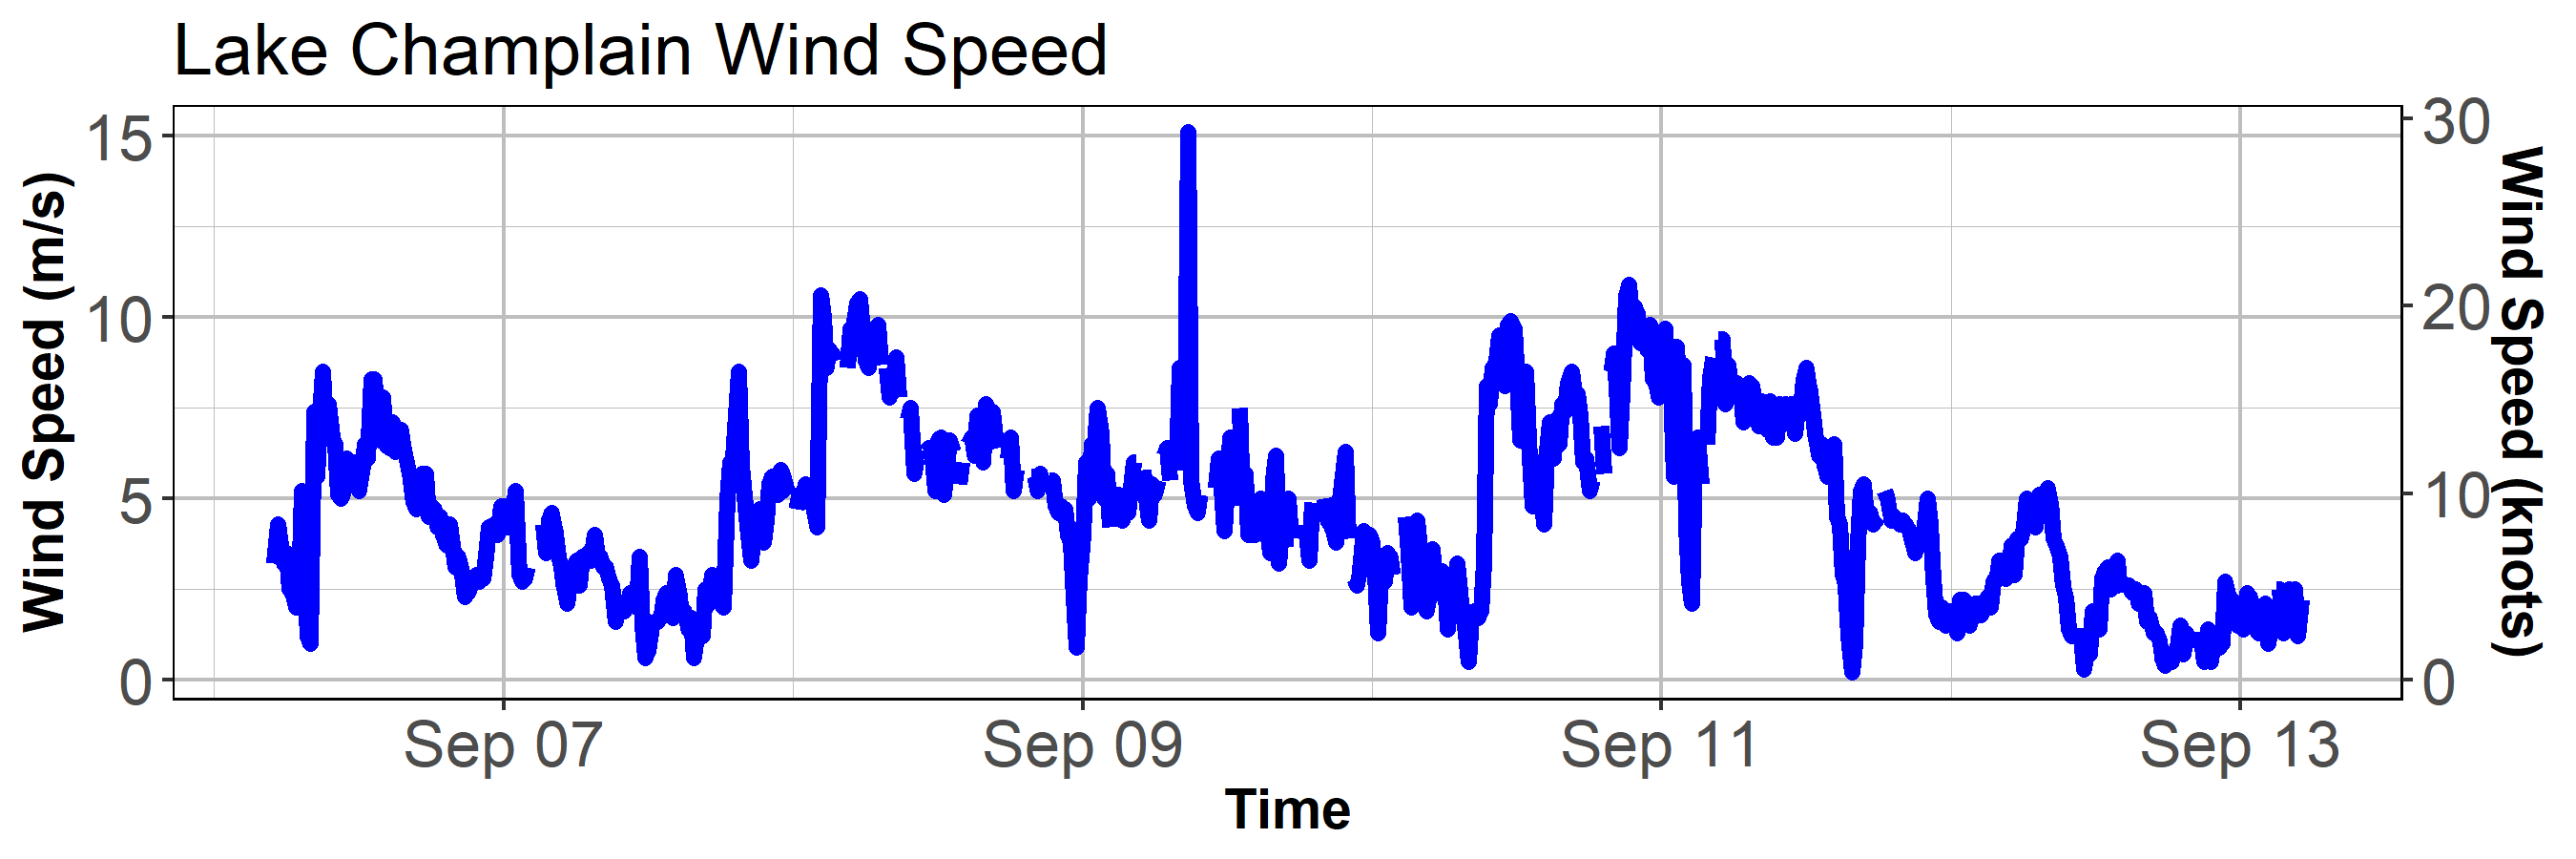 Lake Champlain Wind Speed
Wind Speed (m/s)
15
10
5
0
30
20
10
0
Wind Speed (knots)
Sep 07
Sep 09
Sep 11
Sep 13
Time